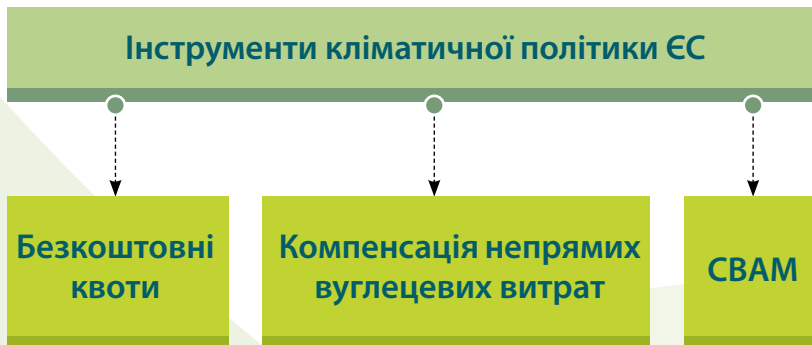 Інструменти кліматичної політики ЄС
Безкоштовні
квоти
Компенсація непрямих
вуглецевих витрат
CBAM